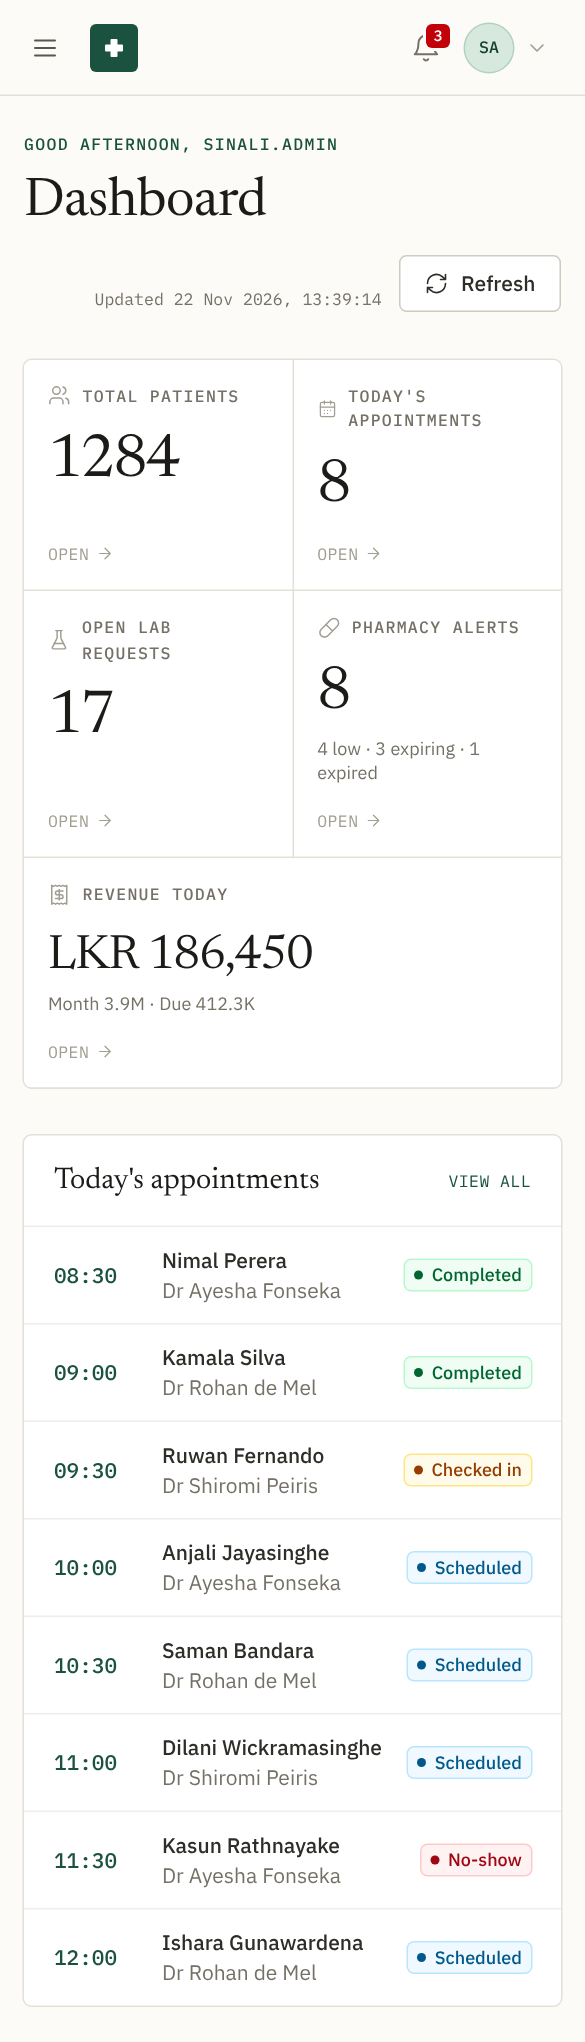 3
SA
GOOD AFTERNOON, SINALI.ADMIN
Dashboard
Updated 22 Nov 2026, 13:39:14
Refresh
TOTAL PATIENTS
1284
OPEN →
TODAY'S
APPOINTMENTS
8
OPEN →
OPEN LAB
REQUESTS
17
OPEN →
PHARMACY ALERTS
8
4 low · 3 expiring · 1
expired
OPEN →
REVENUE TODAY
LKR 186,450
Month 3.9M · Due 412.3K
OPEN →
Today's appointments
VIEW ALL
08:30
Nimal Perera
Dr Ayesha Fonseka
Completed
09:00
Kamala Silva
Dr Rohan de Mel
Completed
09:30
Ruwan Fernando
Dr Shiromi Peiris
Checked in
10:00
Anjali Jayasinghe
Dr Ayesha Fonseka
Scheduled
10:30
Saman Bandara
Dr Rohan de Mel
Scheduled
11:00
Dilani Wickramasinghe
Dr Shiromi Peiris
Scheduled
11:30
Kasun Rathnayake
Dr Ayesha Fonseka
No-show
12:00
Ishara Gunawardena
Dr Rohan de Mel
Scheduled